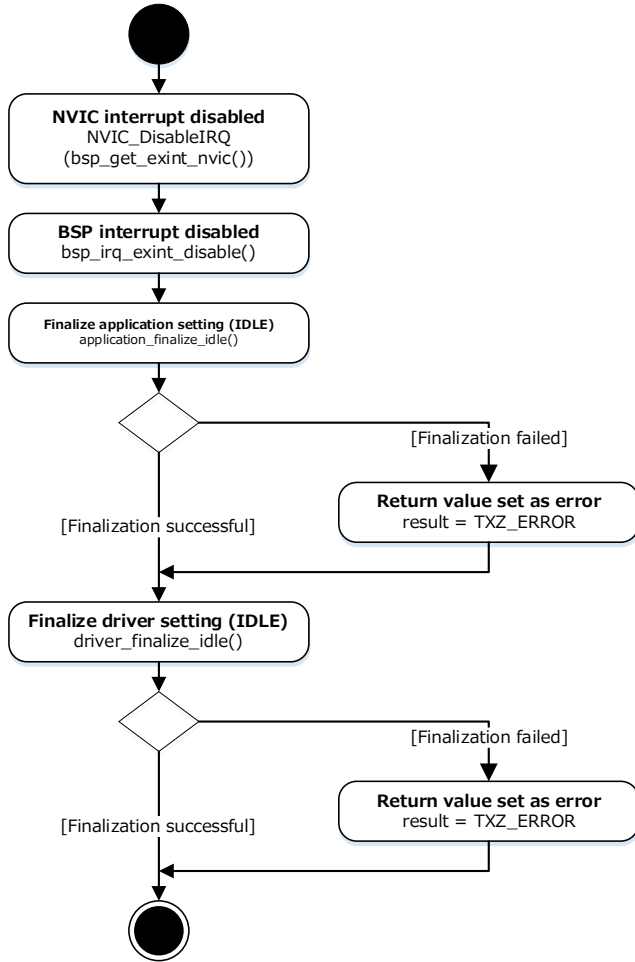 NVIC interrupt disabled
NVIC_DisableIRQ
(bsp_get_exint_nvic())
BSP interrupt disabled
bsp_irq_exint_disable()
Finalize application setting (IDLE)
application_finalize_idle()
[Finalization failed]
Return value set as error
result = TXZ_ERROR
[Finalization successful]
Finalize driver setting (IDLE)
driver_finalize_idle()
[Finalization failed]
Return value set as error
result = TXZ_ERROR
[Finalization successful]